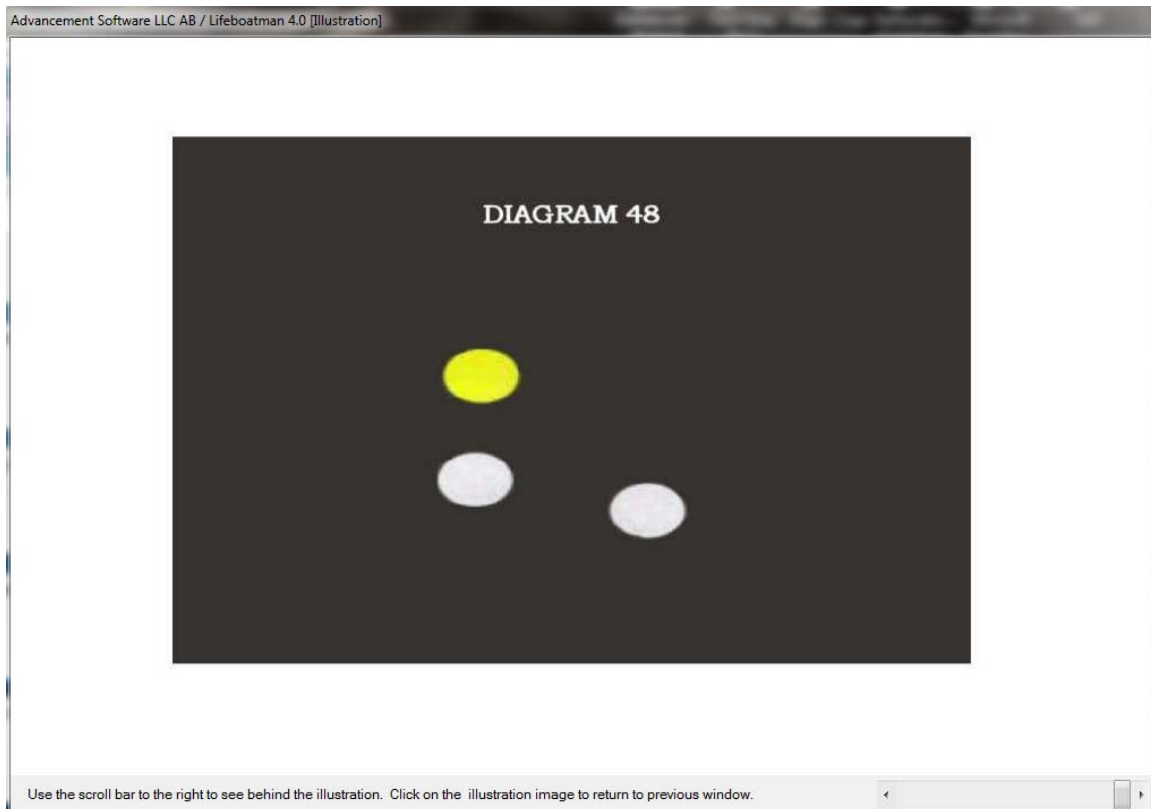 Advancement Software LLC AB / Lifeboatman 4.0 [Illustration]
DIAGRAM 48
Use the scroll bar to the right to see behind the illustration.  Click on the  illustration image to return to previous window.